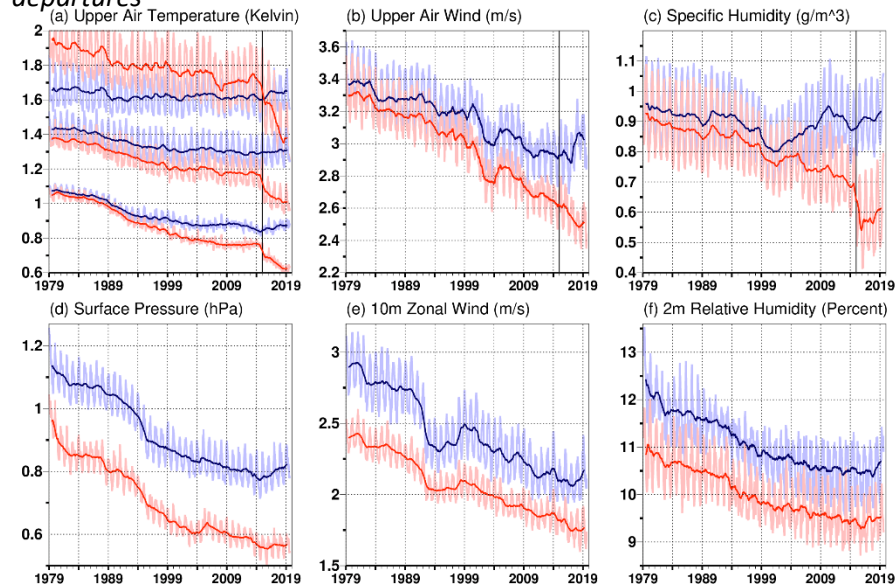 departures
(a) Upper Air Temperature (Kelvin)
(b) Upper Air Wind (m/s)
(c) Specific Humidity (g/m^3)
2
1.8
1.6
1.4
1.2
1
0.8
0.6
1979 1989 1999 2009 2019
3.6
3.4
3.2
3
2.8
2.6
2.4
2.2
1979 1989 1999 2009 2019
1.1
1
0.9
0.8
0.7
0.6
0.5
0.4
1979 1989 1999 2009 2019
(d) Surface Pressure (hPa)
(e) 10m Zonal Wind (m/s)
(f) 2m Relative Humidity (Percent)
1.2
1
0.8
0.6
1979 1989 1999 2009 2019
3
2.5
2
1.5
1979 1989 1999 2009 2019
13
12
11
10
9
1979 1989 1999 2009 2019